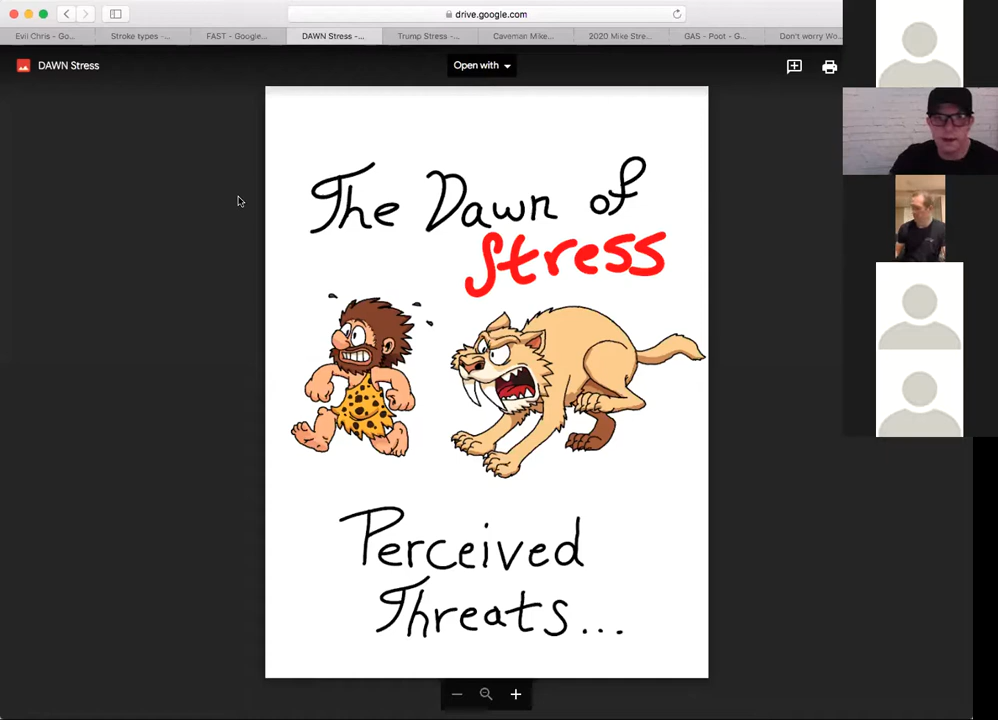 drive.google.com
Evil Chris - Go...
Stroke types -...
FAST - Google...
DAWN Stress -...
Trump Stress -...
Caveman Mike...
2020 Mike Stre...
GAS - Poot - G...
Don't worry Wo...
DAWN Stress
Open with
The Dawn of
Stress
Perceived
Threats...